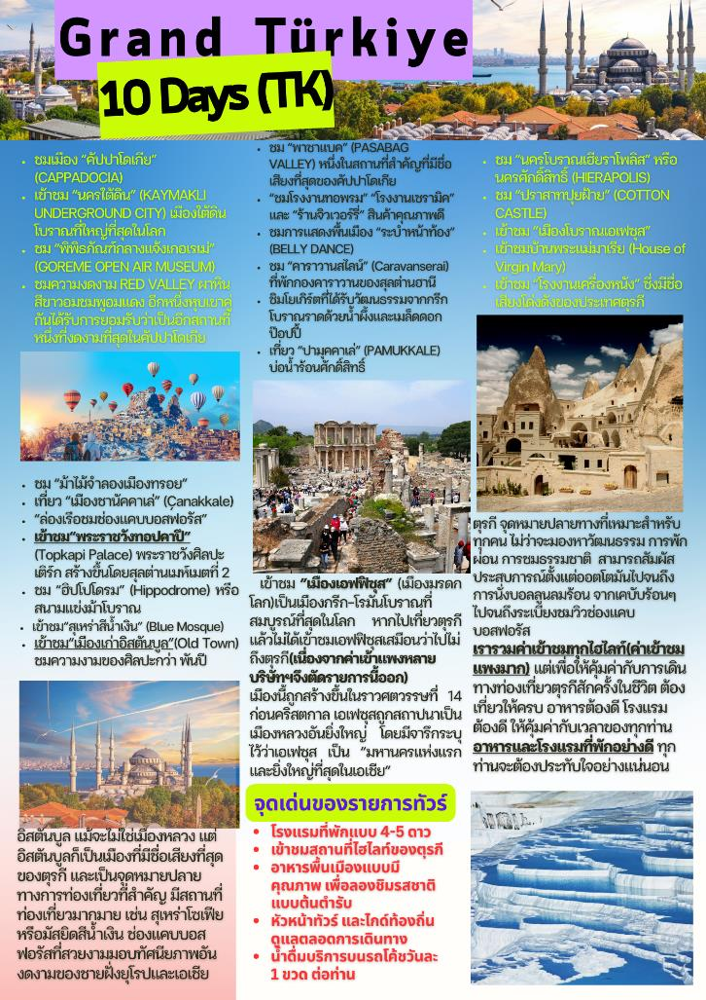 Grand Türkiye
10 Days (TK)
• ชมเมือง “คัปปาโดเกีย”
(CAPPADOCIA)
• เข้าชม “นครใต้ดิน” (KAYMAKLI
UNDERGROUND CITY) เมืองใต้ดิน
โบราณที่ใหญ่ที่สุดในโลก
• ชม “พิพิธภัณฑ์กลางแจ้งเกอเรเม่”
(GOREME OPEN AIR MUSEUM)
• ชมความงดงาม RED VALLEY ผาหิน
สีขาวอมชมพูอมแดง อีกหนึ่งหุบเขาคู่
กันได้รับการยอมรับว่าเป็นอีกสถานที่
หนึ่งที่งดงามที่สุดในคัปปาโดเกีย
• ชม “ม้าไม้จำลองเมืองทรอย”
• เที่ยว “เมืองชานัคคาเล่” (Çanakkale)
• “ล่องเรือชมช่องแคบบอสฟอรัส”
• เข้าชม“พระราชวังทอปคาปึ”
(Topkapi Palace) พระราชวังศิลปะ
เติร์ก สร้างขึ้นโดยสุลต่านเมห์เมตที่ 2
• ชม “ฮิปโปโดรม” (Hippodrome) หรือ
สนามแข่งม้าโบราณ
• เข้าชม“สุเหร่าสีน้ำเงิน” (Blue Mosque)
• เข้าชม“เมืองเก่าอิสตันบูล”(Old Town)
ชมความงามของศิลปะกว่า พันปี
อิสตันบูล แม้จะไม่ใช่เมืองหลวง แต่
อิสตันบูลก็เป็นเมืองที่มีชื่อเสียงที่สุด
ของตุรกี และเป็นจุดหมายปลาย
ทางการท่องเที่ยวที่สำคัญ มีสถานที่
ท่องเที่ยวมากมาย เช่น สุเหร่าโซเฟีย
หรือมัสยิดสีน้ำเงิน ช่องแคบบอส
ฟอรัสที่สวยงามมอบทัศนียภาพอัน
งดงามของชายฝั่งยุโรปและเอเชีย
• ชม “พาซาแบค” (PASABAG
VALLEY) หนึ่งในสถานที่สำคัญที่มีชื่อ
เสียงที่สุดของคัปปาโดเกีย
• “ชมโรงงานทอพรม” “โรงงานเซรามิค”
และ “ร้านจิวเวอร์รี่” สินค้าคุณภาพดี
• ชมการแสดงพื้นเมือง “ระบำหน้าท้อง”
(BELLY DANCE)
• ชม “คาราวานสไลน์” (Caravanserai)
ที่พักกองคาราวานของสุลต่านฮานี
• ชิมโยเกิร์ตที่ได้รับวัฒนธรรมจากกรีก
โบราณราดด้วยน้ำผึ้งและเมล็ดดอก
ป๊อปปี้
• เที่ยว “ปามุคคาเล่” (PAMUKKALE)
บ่อน้ำร้อนศักดิ์สิทธิ์
เข้าชม “เมืองเอฟฟิซุส” (เมืองมรดก
โลก)เป็นเมืองกรีก-โรมันโบราณที่
สมบูรณ์ที่สุดในโลก หากไปเที่ยวตุรกี
แล้วไม่ได้เข้าชมเอฟฟิซุสเสมือนว่าไปไม่
ถึงตุรกี(เนื่องจากค่าเข้าแพงหลาย
บริษัทฯจึงตัดรายการนี้ออก)
เมืองนี้ถูกสร้างขึ้นในราวศตวรรษที่ 14
ก่อนคริสตกาล เอเฟซุสถูกสถาปนาเป็น
เมืองหลวงอันยิ่งใหญ่ โดยมีจารึกระบุ
ไว้ว่าเอเฟซุส เป็น “มหานครแห่งแรก
และยิ่งใหญ่ที่สุดในเอเชีย”
จุดเด่นของรายการทัวร์
• โรงแรมที่พักแบบ 4-5 ดาว
• เข้าชมสถานที่ไฮไลท์ของตุรกี
• อาหารพื้นเมืองแบบมี
คุณภาพ เพื่อลองชิมรสชาติ
แบบต้นตำรับ
• หัวหน้าทัวร์ และไกด์ท้องถิ่น
ดูแลตลอดการเดินทาง
• น้ำดื่มบริการบนรถโค้ชวันละ
1 ขวด ต่อท่าน
• ชม “นครโบราณเฮียราโพลิส” หรือ
นครศักดิ์สิทธิ์ (HIERAPOLIS)
• ชม “ปราสาทปุยฝ้าย” (COTTON
CASTLE)
• เข้าชม “เมืองโบราณเอเฟซุส”
• เข้าชมบ้านพระแม่มาเรีย (House of
Virgin Mary)
• เข้าชม “โรงงานเครื่องหนัง” ซึ่งมีชื่อ
เสียงโด่งดังของประเทศตุรกี
ตุรกี จุดหมายปลายทางที่เหมาะสำหรับ
ทุกคน ไม่ว่าจะมองหาวัฒนธรรม การพัก
ผ่อน การชมธรรมชาติ สามารถสัมผัส
ประสบการณ์ตั้งแต่ออตโตมันไปจนถึง
การนั่งบอลลูนลมร้อน จากเคบับร้อนๆ
ไปจนถึงระเบียงชมวิวช่องแคบ
บอสฟอรัส
เรารวมค่าเข้าชมทุกไฮไลท์(ค่าเข้าชม
แพงมาก) แต่เพื่อให้คุ้มค่ากับการเดิน
ทางท่องเที่ยวตุรกีสักครั้งในชีวิต ต้อง
เที่ยวให้ครบ อาหารต้องดี โรงแรม
ต้องดี ให้คุ้มค่ากับเวลาของทุกท่าน
อาหารและโรงแรมที่พักอย่างดี ทุก
ท่านจะต้องประทับใจอย่างแน่นอน